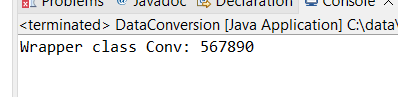 Problems @ Javadoc Declaration Console
<terminated> DataConversion [Java Application] C:\data\
Wrapper class Conv: 567890